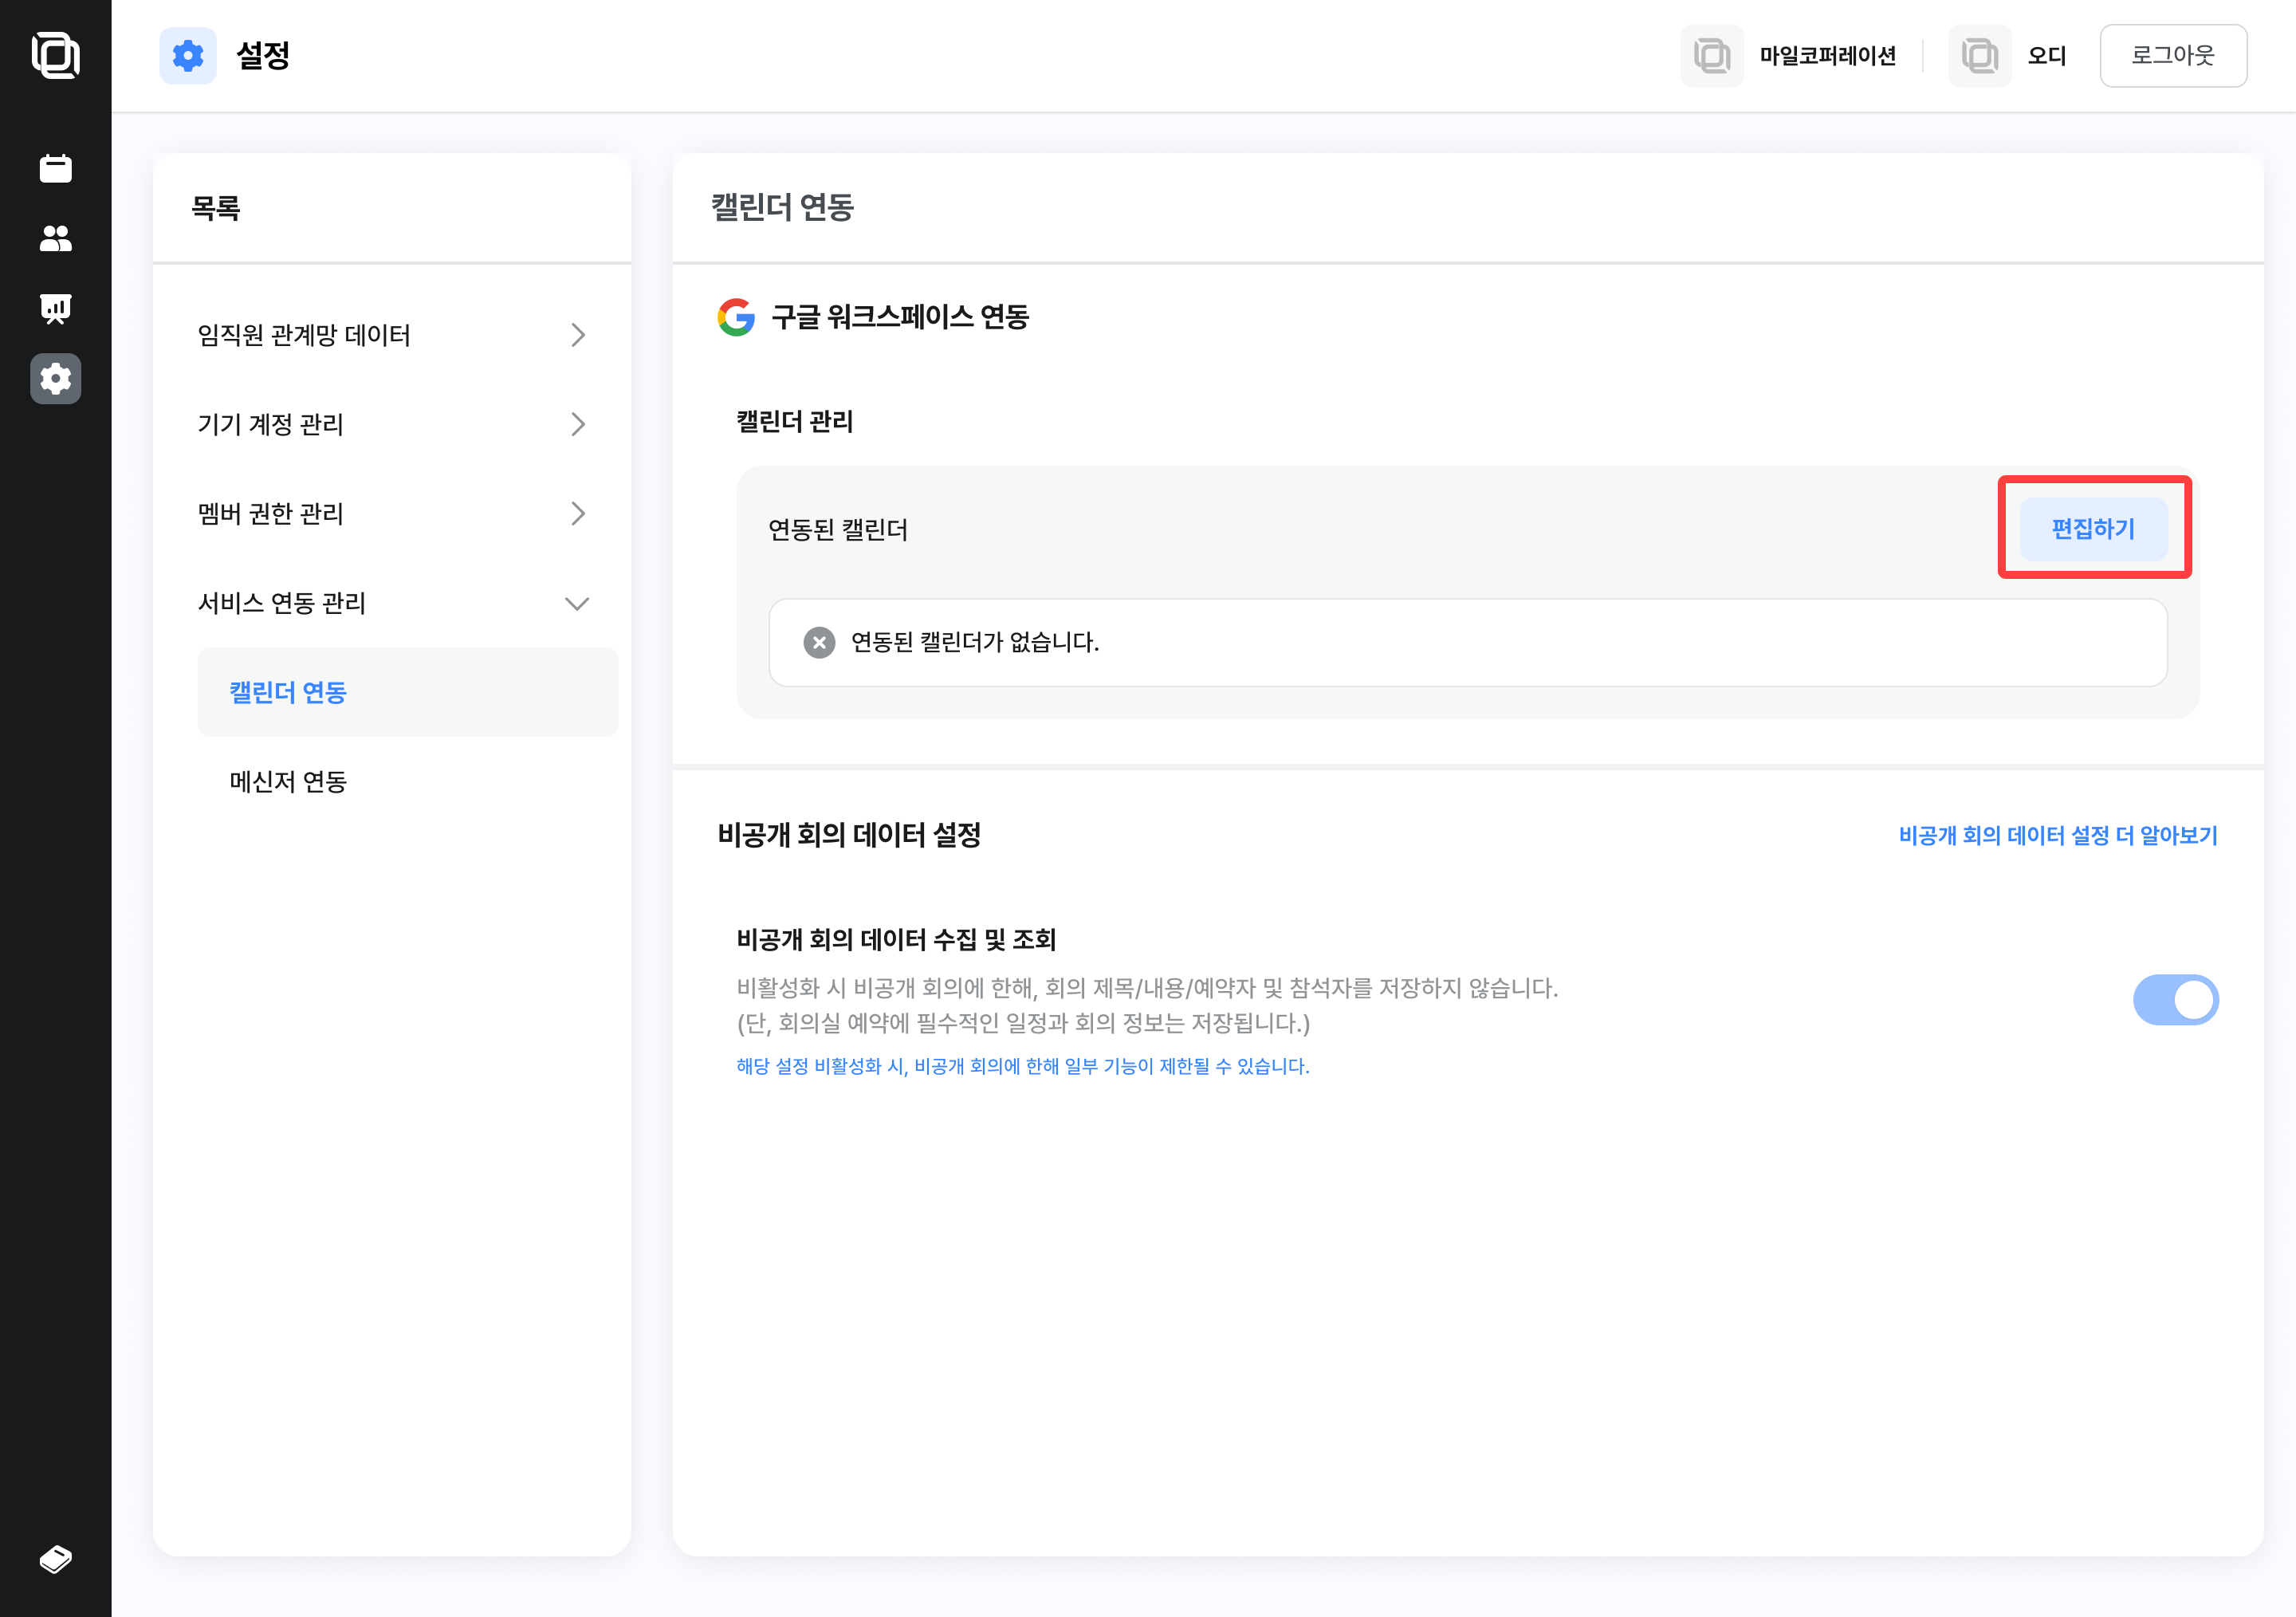 설정
마일코퍼레이션
오디
로그아웃
목록
임직원 관계망 데이터
기기 계정 관리
멤버 권한 관리
서비스 연동 관리
캘린더 연동
메신저 연동
캘린더 연동
구글 워크스페이스 연동
캘린더 관리
연동된 캘린더
편집하기
연동된 캘린더가 없습니다.
비공개 회의 데이터 설정
비공개 회의 데이터 설정 더 알아보기
비공개 회의 데이터 수집 및 조회
비활성화 시 비공개 회의에 한해, 회의 제목/내용/예약자 및 참석자를 저장하지 않습니다.
(단, 회의실 예약에 필수적인 일정과 회의 정보는 저장됩니다.)
해당 설정 비활성화 시, 비공개 회의에 한해 일부 기능이 제한될 수 있습니다.